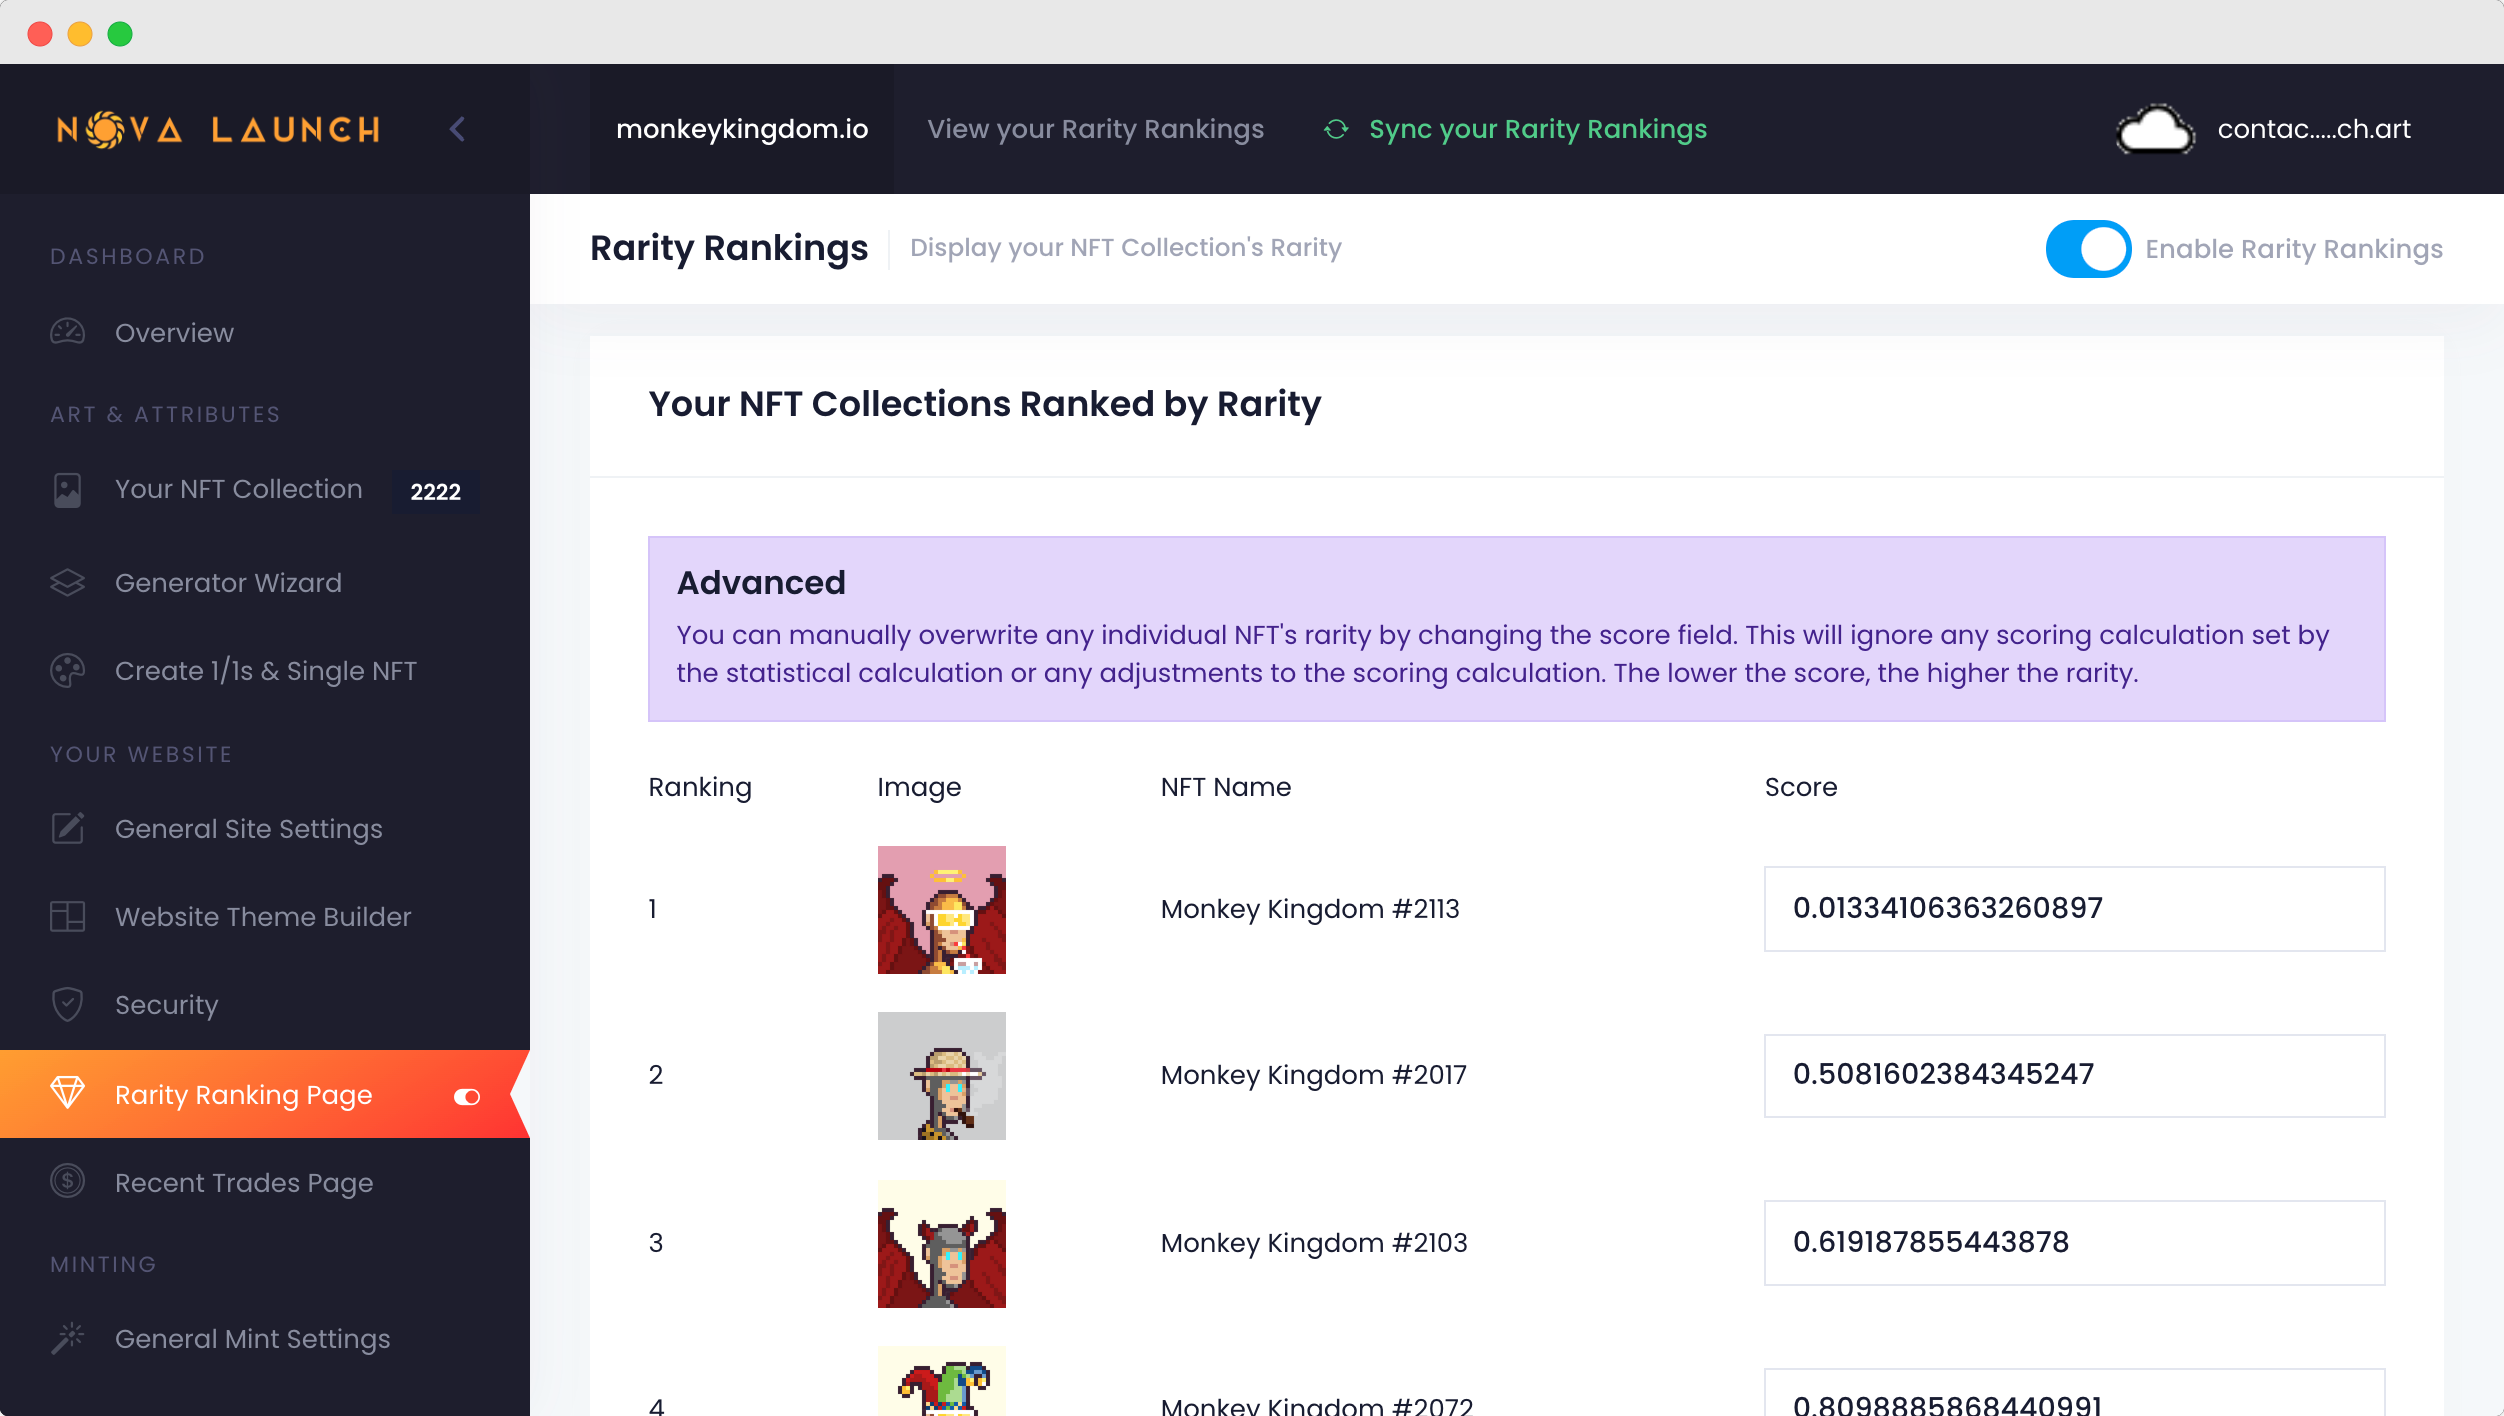 NOVA LAUNCH
monkeykingdom.io
View your Rarity Rankings
Sync your Rarity Rankings
contac.....ch.art
DASHBOARD
Overview
ART & ATTRIBUTES
Your NFT Collection 2222
Generator Wizard
Create 1/1s & Single NFT
YOUR WEBSITE
General Site Settings
Website Theme Builder
Security
Rarity Ranking Page
Recent Trades Page
MINTING
General Mint Settings
Rarity Rankings
Display your NFT Collection's Rarity
Enable Rarity Rankings
Your NFT Collections Ranked by Rarity
Advanced
You can manually overwrite any individual NFT's rarity by changing the score field. This will ignore any scoring calculation set by
the statistical calculation or any adjustments to the scoring calculation. The lower the score, the higher the rarity.
Ranking Image NFT Name Score
1 Monkey Kingdom #2113 0.01334106363260897
2 Monkey Kingdom #2017 0.5081602384345247
3 Monkey Kingdom #2103 0.619187855443878
4 Monkey Kingdom #2072 0.8098885868440991